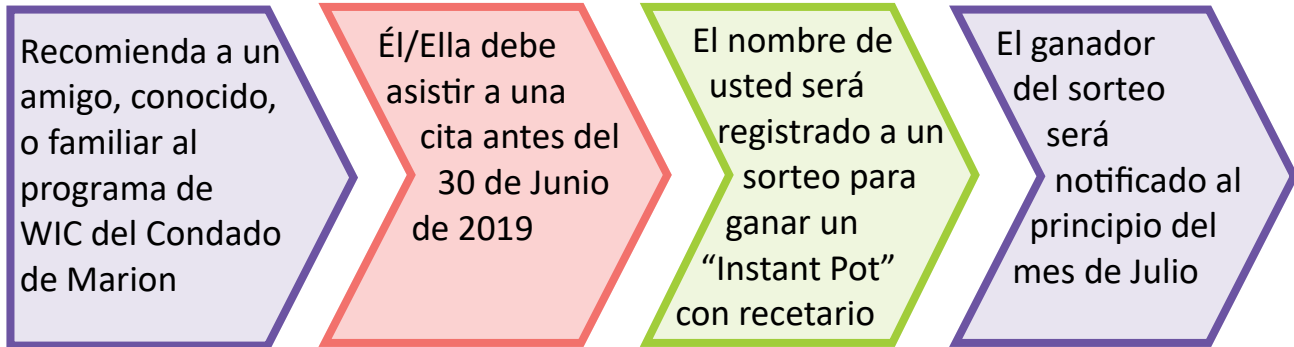 Recomienda a un
amigo, conocido,
o familiar al
programa de
WIC del Condado
de Marion
Él/Ella debe
asistir a una
cita antes del
30 de Junio
de 2019
El nombre de
usted será
registrado a un
sorteo para
ganar un
“Instant Pot”
con recetario
El ganador
del sorteo
será
notificado al
principio del
mes de Julio